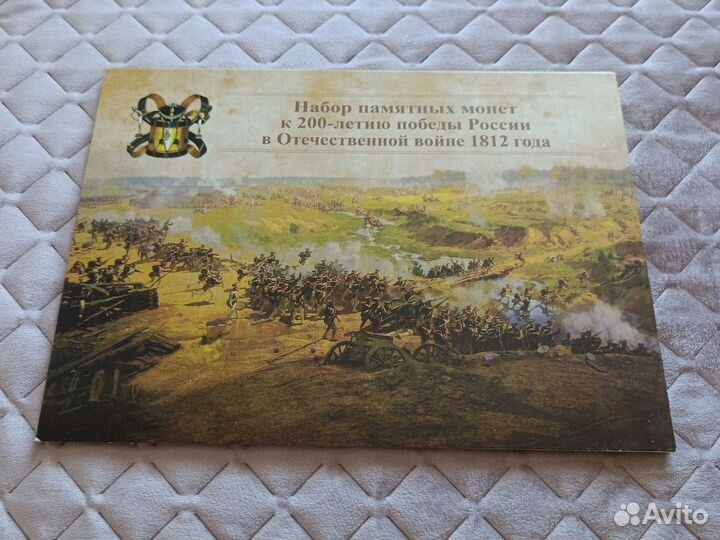 Набор памятных монет
к 200-летию победы России
в Отечественной войне 1812 года
Avito